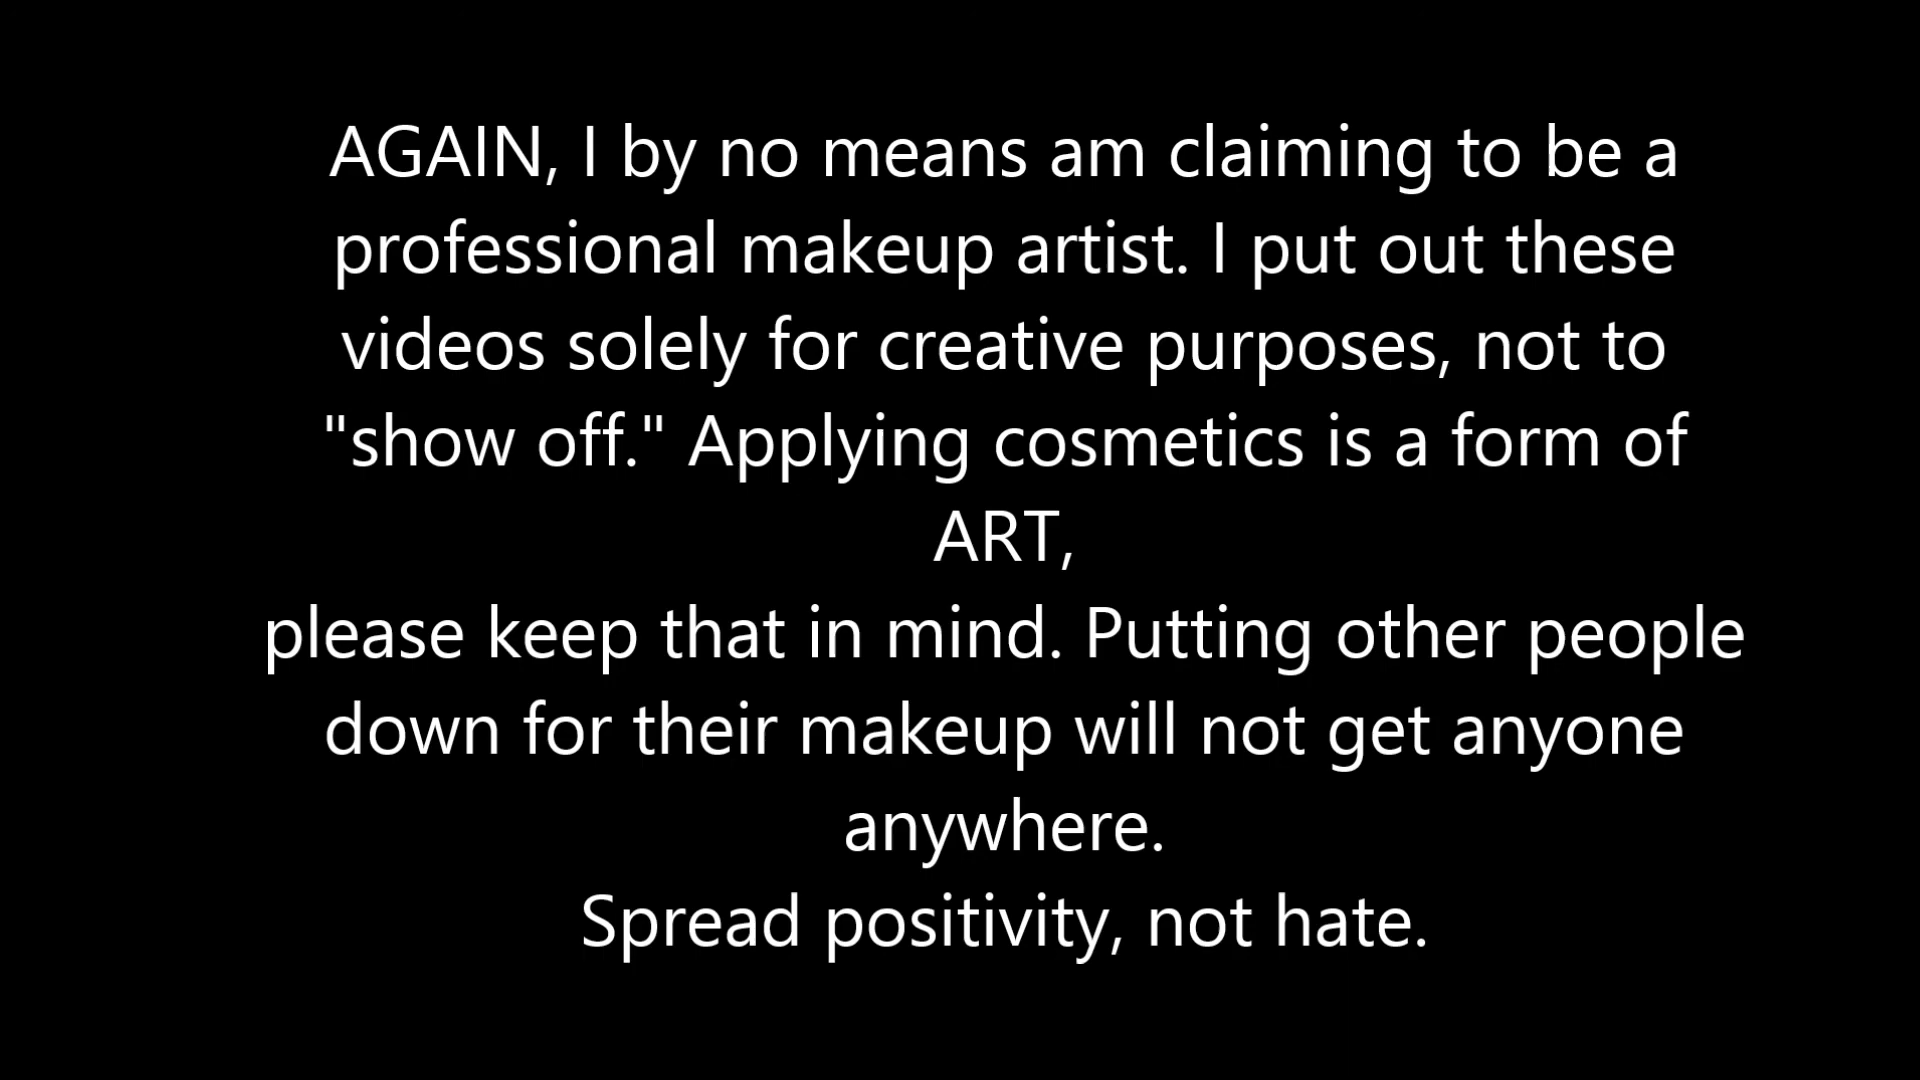 AGAIN, I by no means am claiming to be a
professional makeup artist. I put out these
videos solely for creative purposes, not to
"show off." Applying cosmetics is a form of
ART,
please keep that in mind. Putting other people
down for their makeup will not get anyone
anywhere.
Spread positivity, not hate.